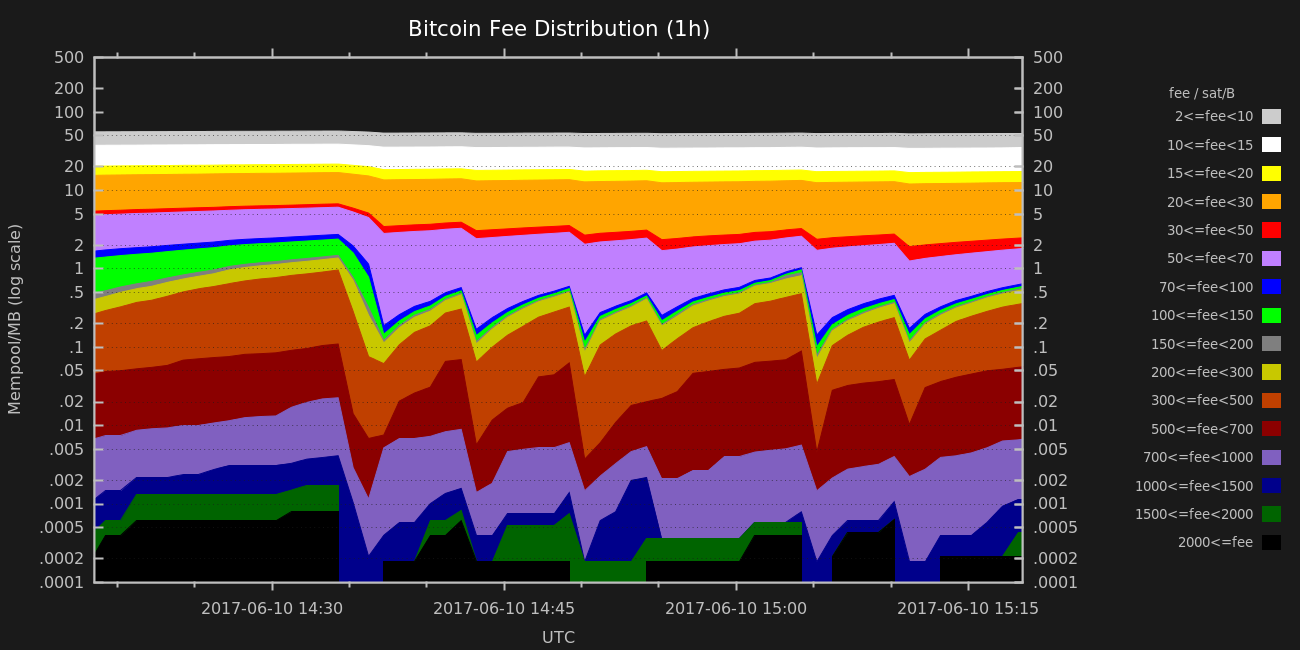 Bitcoin Fee Distribution (1h)
Mempool/MB (log scale)
500
200
100
50
20
10
5
2
1
.5
.2
.1
.05
.02
.01
.005
.002
.001
.0005
.0002
.0001
500
200
100
50
20
10
5
2
1
.5
.2
.1
.05
.02
.01
.005
.002
.001
.0005
.0002
.0001
2017-06-10 14:30
2017-06-10 14:45
2017-06-10 15:00
2017-06-10 15:15
UTC
fee / sat/B
2<=fee<10
10<=fee<15
15<=fee<20
20<=fee<30
30<=fee<50
50<=fee<70
70<=fee<100
100<=fee<150
150<=fee<200
200<=fee<300
300<=fee<500
500<=fee<700
700<=fee<1000
1000<=fee<1500
1500<=fee<2000
2000<=fee